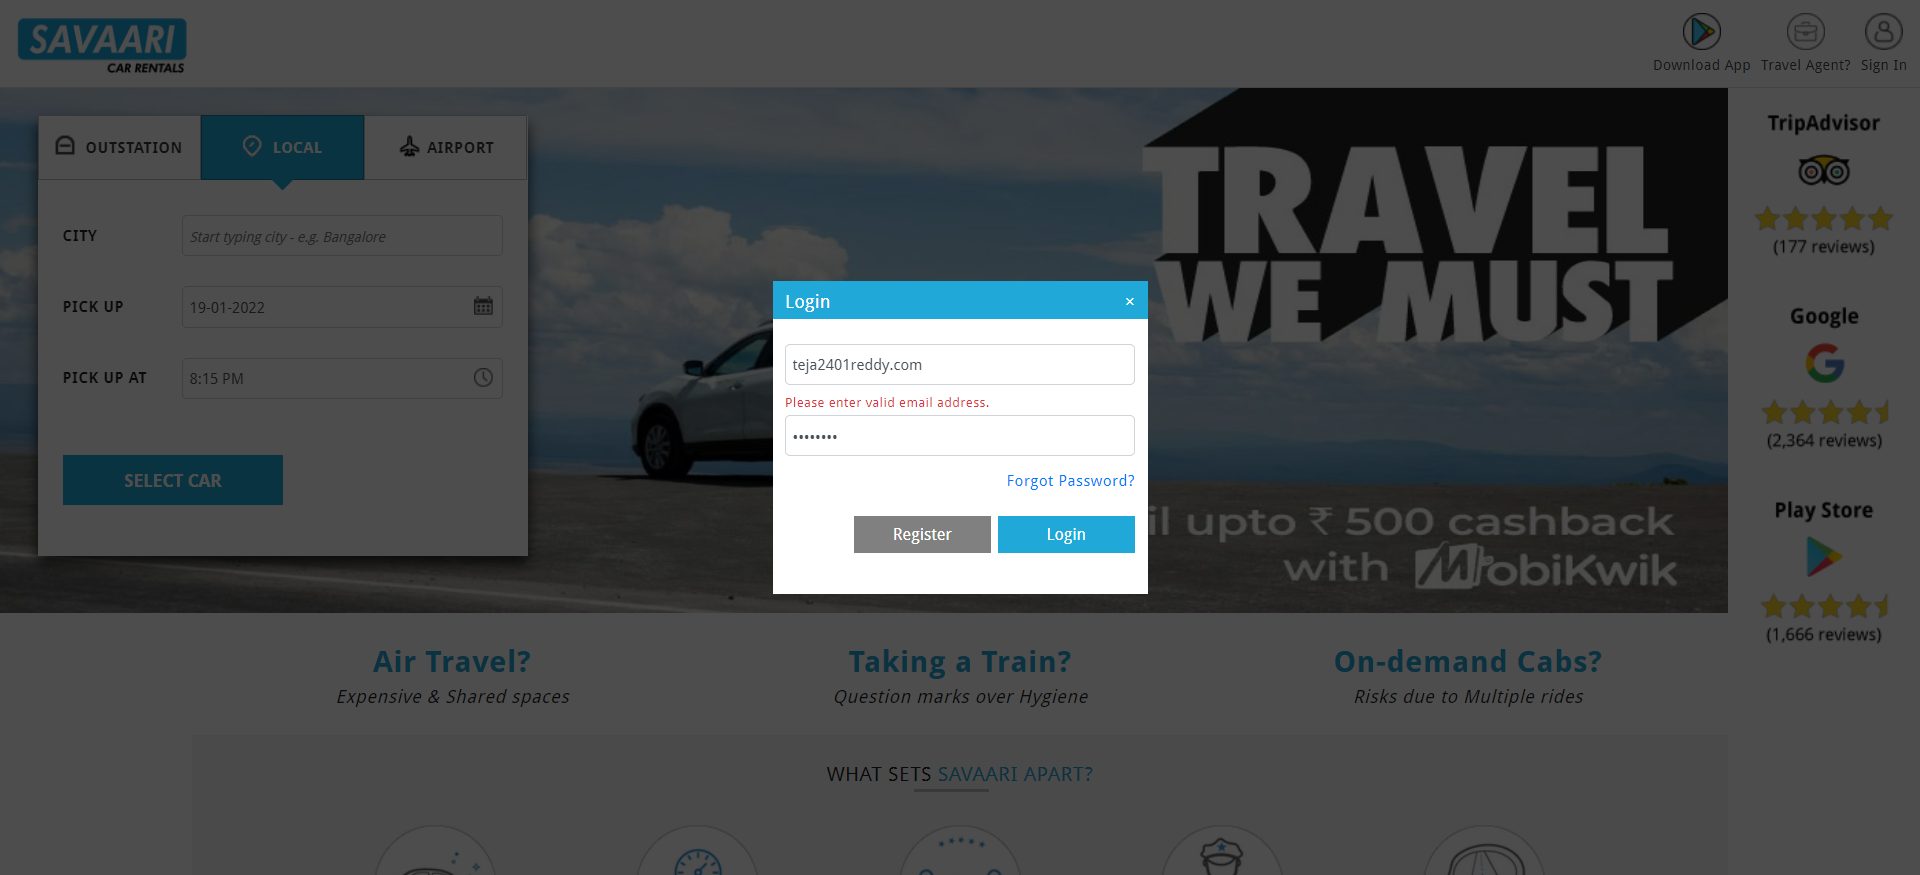 SAVAARI
CAR RENTALS
Download App
Travel Agent?
Sign In
OUTSTATION
LOCAL
AIRPORT
CITY
Start typing city - e.g. Bangalore
PICK UP
19-01-2022
PICK UP AT
8:15 PM
SELECT CAR
TRAVEL
WE MUST
il upto ₹ 500 cashback
with MobiKwik
Login
×
teja2401reddy.com
Please enter valid email address.
••••••••
Forgot Password?
Register
Login
TripAdvisor
(177 reviews)
Google
(2,364 reviews)
Play Store
(1,666 reviews)
Air Travel?
Expensive & Shared spaces
Taking a Train?
Question marks over Hygiene
On-demand Cabs?
Risks due to Multiple rides
WHAT SETS SAVAARI APART?